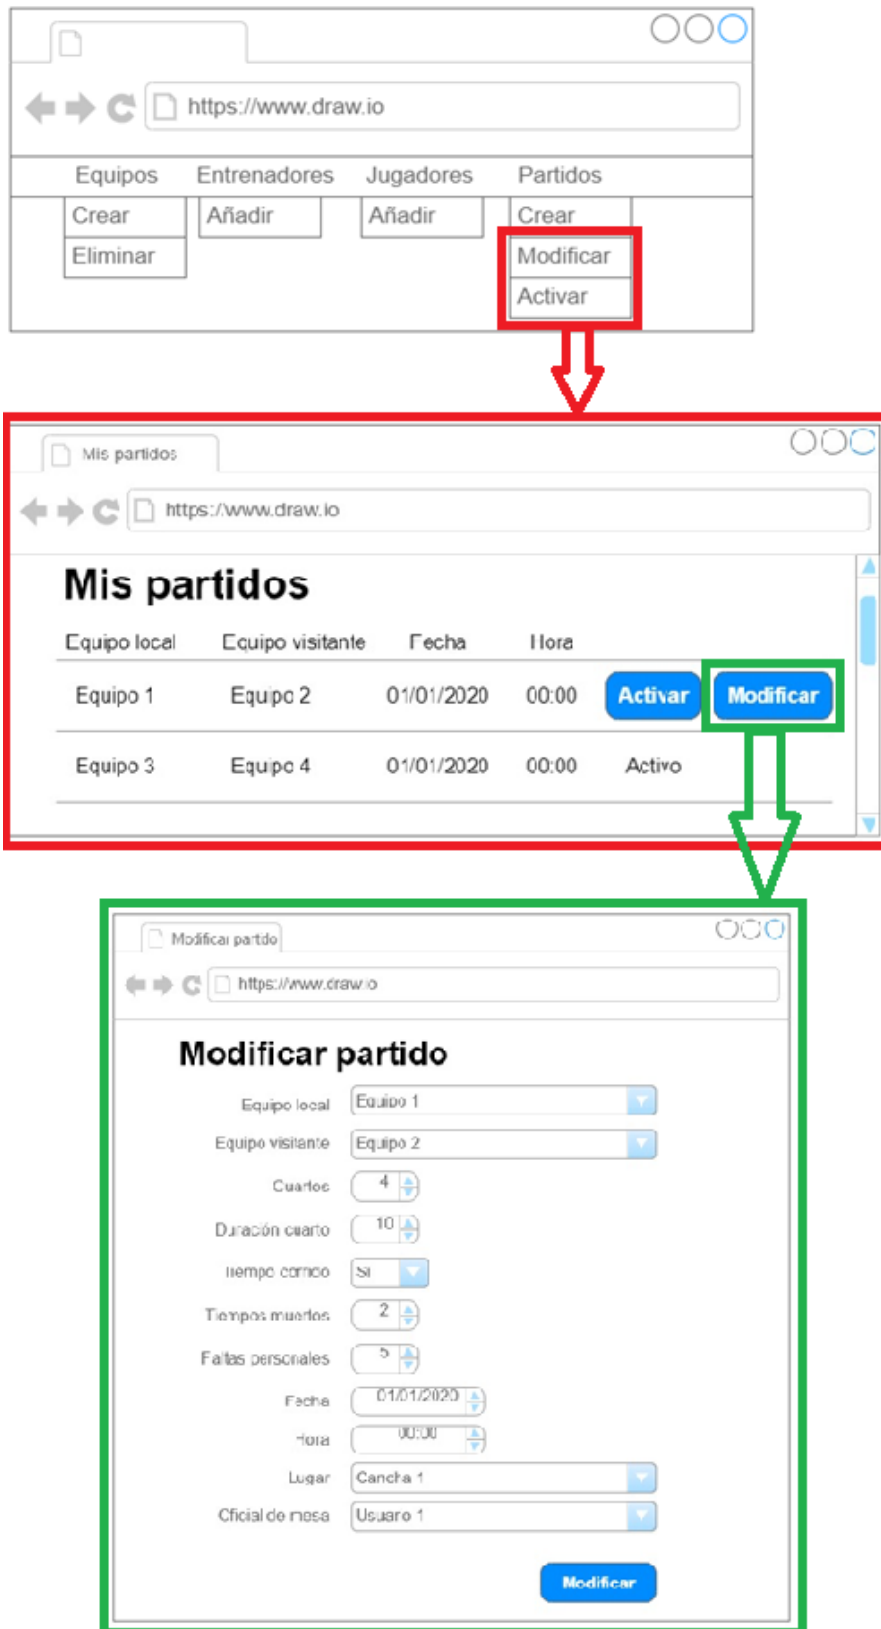 https://www.draw.io
Equipos Entrenadores Jugadores Partidos
Crear Añadir Añadir Crear
Eliminar Modificar
Activar
Mis partidos
https://www.draw.io
Mis partidos
Equipo local Equipo visitante Fecha Hora
Equipo 1 Equipo 2 01/01/2020 00:00 Activar Modificar
Equipo 3 Equipo 4 01/01/2020 00:00 Activo
Modificar partido
https://www.draw.io
Modificar partido
Equipo local Equipo 1
Equipo visitante Equipo 2
Cuartos 4
Duración cuarto 10
Tiempo corrido Si
Tiempos muertos 2
Faltas personales 5
Fecha 01/01/2020
Hora 00:00
Lugar Cancha 1
Oficial de mesa Usuario 1
Modificar